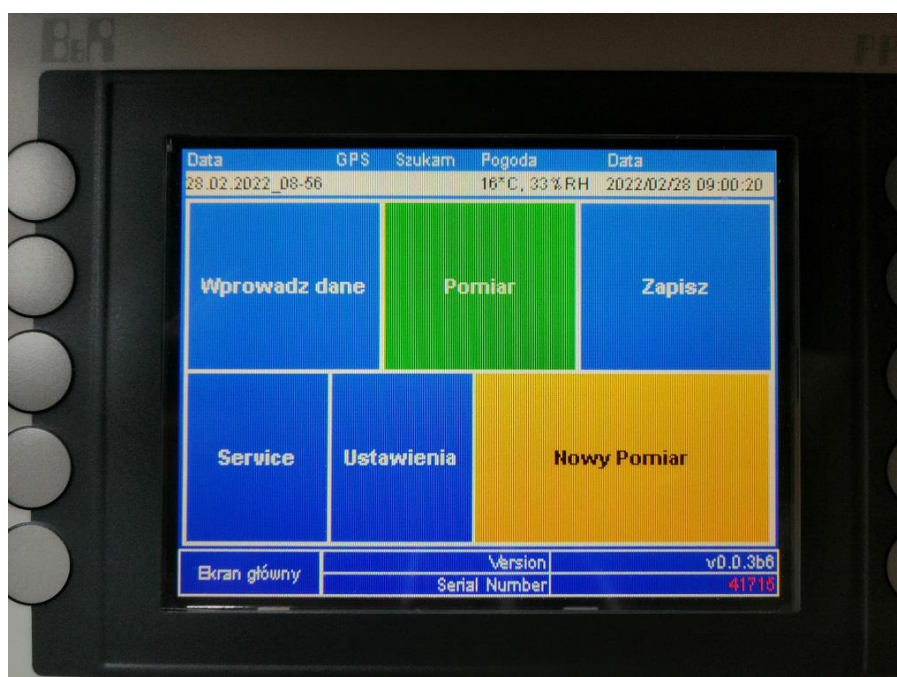 B&R PP
Data GPS Szukam Pogoda Data
28.02.2022_08-56 16°C, 33%RH 2022/02/28 09:00:20
Wprowadz dane Pomiar Zapisz
Service Ustawienia Nowy Pomiar
Ekran główny Version v0.0.3b6
Serial Number 41715